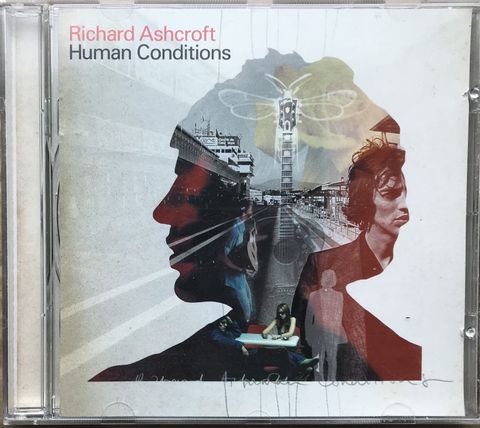 Richard Ashcroft
Human Conditions